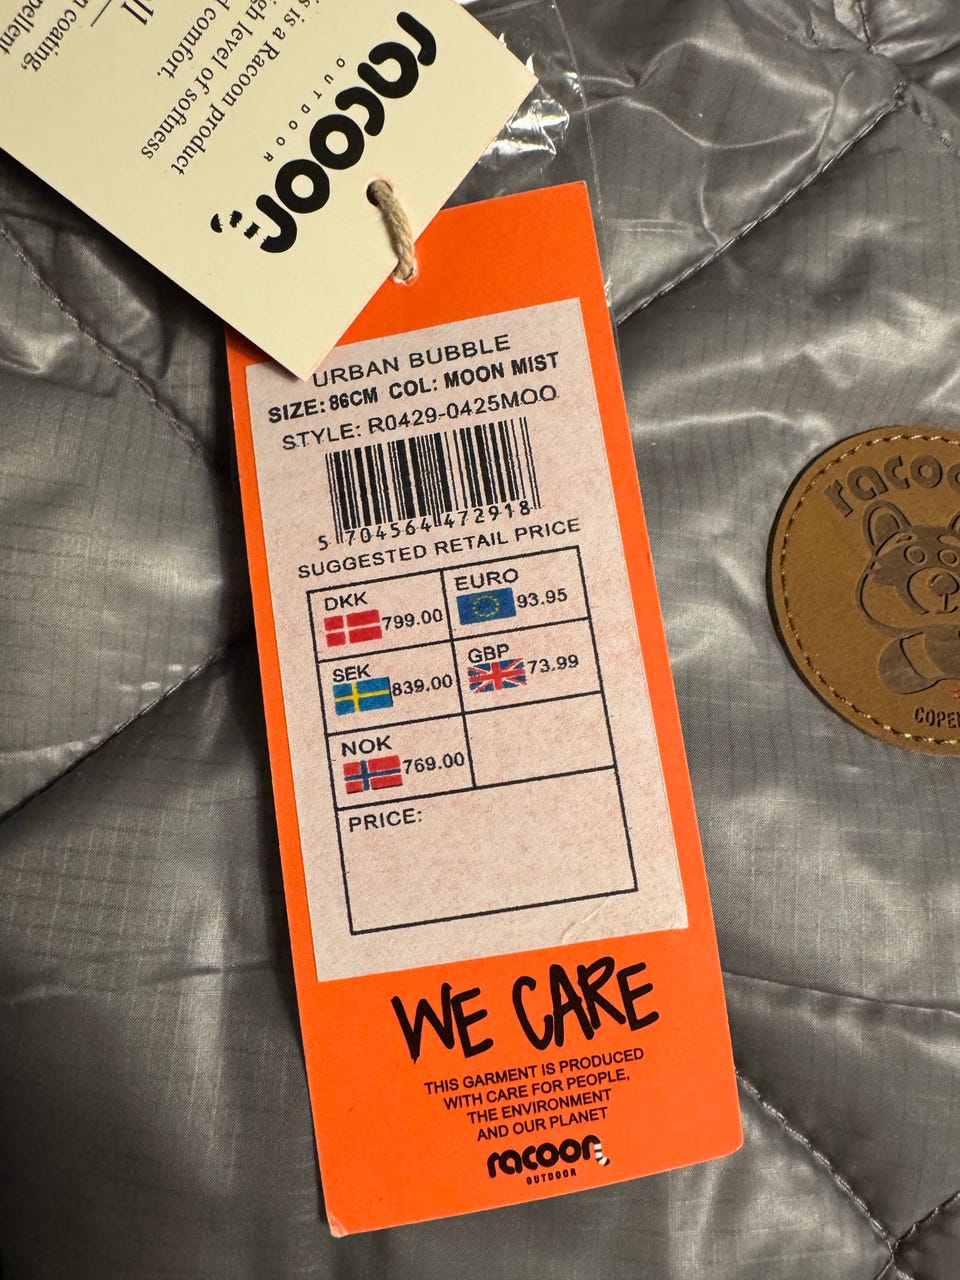 racoon
OUTDOOR
is a Racoon product
level of softness
comfort.
coating,
URBAN BUBBLE
SIZE: 86CM COL: MOON MIST
STYLE: R0429-0425MOO
5 704564 472918
SUGGESTED RETAIL PRICE
DKK 799.00
EURO 93.95
SEK 839.00
GBP 73.99
NOK 769.00
PRICE:
WE CARE
THIS GARMENT IS PRODUCED
WITH CARE FOR PEOPLE,
THE ENVIRONMENT
AND OUR PLANET
racoon
OUTDOOR
racoo
COPE